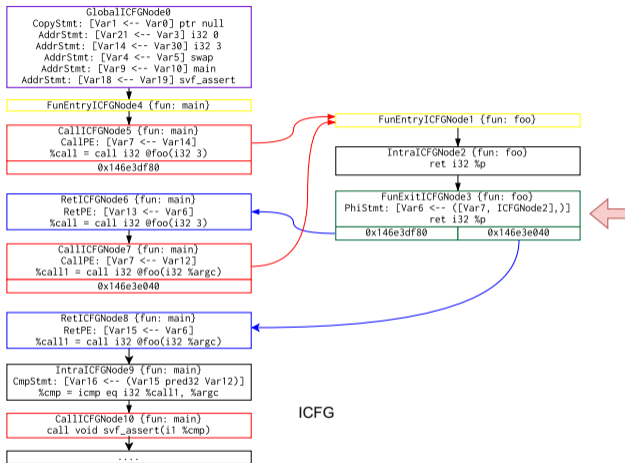 GlobalICFGNode0
CopyStmt: [Var1 <-- Var0] ptr null
AddrStmt: [Var21 <-- Var3] i32 0
AddrStmt: [Var14 <-- Var30] i32 3
AddrStmt: [Var4 <-- Var5] swap
AddrStmt: [Var9 <-- Var10] main
AddrStmt: [Var18 <-- Var19] svf_assert
FunEntryICFGNode4 {fun: main}
CallICFGNode5 {fun: main}
CallPE: [Var7 <-- Var14]
%call = call i32 @foo(i32 3)
0x146e3df80
RetICFGNode6 {fun: main}
RetPE: [Var13 <-- Var6]
%call = call i32 @foo(i32 3)
CallICFGNode7 {fun: main}
CallPE: [Var7 <-- Var12]
%call1 = call i32 @foo(i32 %argc)
0x146e3e040
RetICFGNode8 {fun: main}
RetPE: [Var15 <-- Var6]
%call1 = call i32 @foo(i32 %argc)
IntraICFGNode9 {fun: main}
CmpStmt: [Var16 <-- (Var15 pred32 Var12)]
%cmp = icmp eq i32 %call1, %argc
CallICFGNode10 {fun: main}
call void svf_assert(i1 %cmp)
....
FunEntryICFGNode1 {fun: foo}
IntraICFGNode2 {fun: foo}
ret i32 %p
FunExitICFGNode3 {fun: foo}
PhiStmt: [Var6 <-- ([Var7, ICFGNode2],)]
ret i32 %p
0x146e3df80 0x146e3e040
ICFG